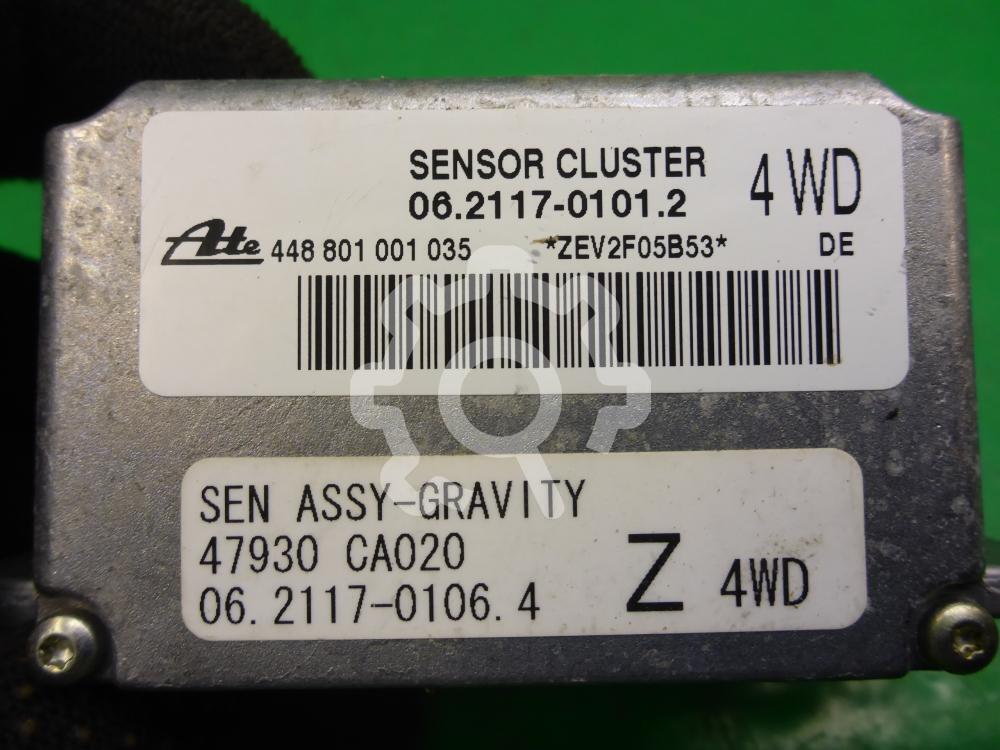 SENSOR CLUSTER 4 WD
06.2117-0101.2
Ate 448 801 001 035 *ZEV2F05B53* DE
SEN ASSY-GRAVITY
47930 CA020
06.2117-0106.4 Z 4WD